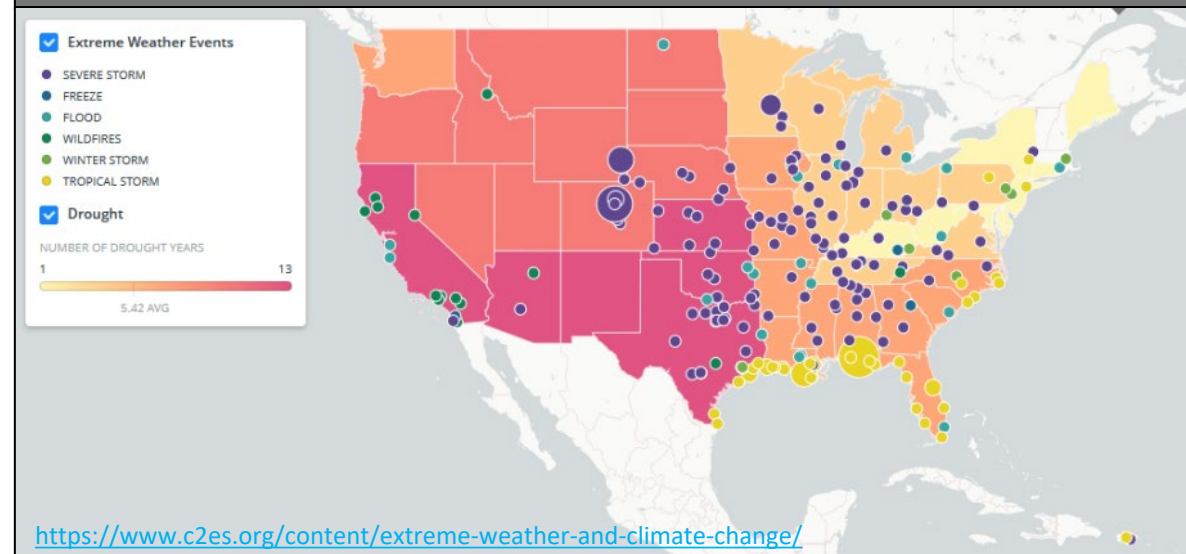 Extreme Weather Events
SEVERE STORM
FREEZE
FLOOD
WILDFIRES
WINTER STORM
TROPICAL STORM
Drought
NUMBER OF DROUGHT YEARS
1 13
5.42 AVG
https://www.c2es.org/content/extreme-weather-and-climate-change/